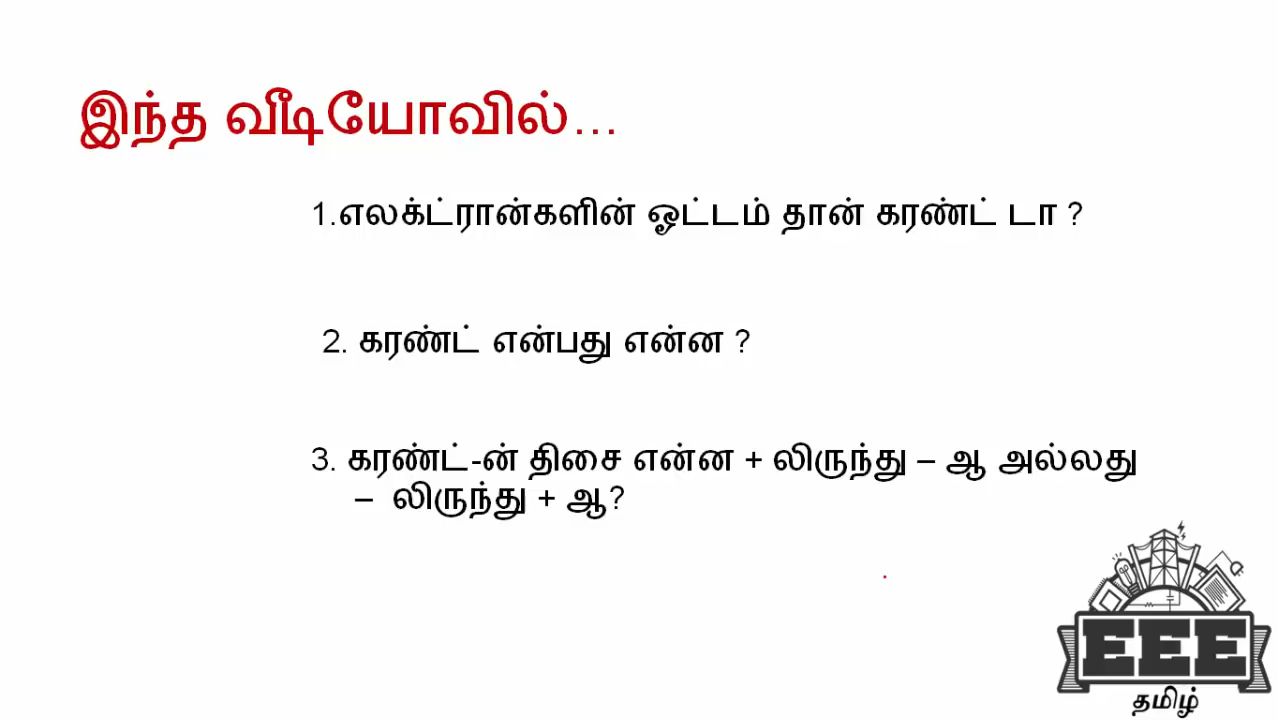 இந்த வீடியோவில்...
1.எலக்ட்ரான்களின் ஓட்டம் தான் கரண்ட் டா ?
2. கரண்ட் என்பது என்ன ?
3. கரண்ட்-ன் திசை என்ன + லிருந்து – ஆ அல்லது
– லிருந்து + ஆ?
EEE
தமிழ்